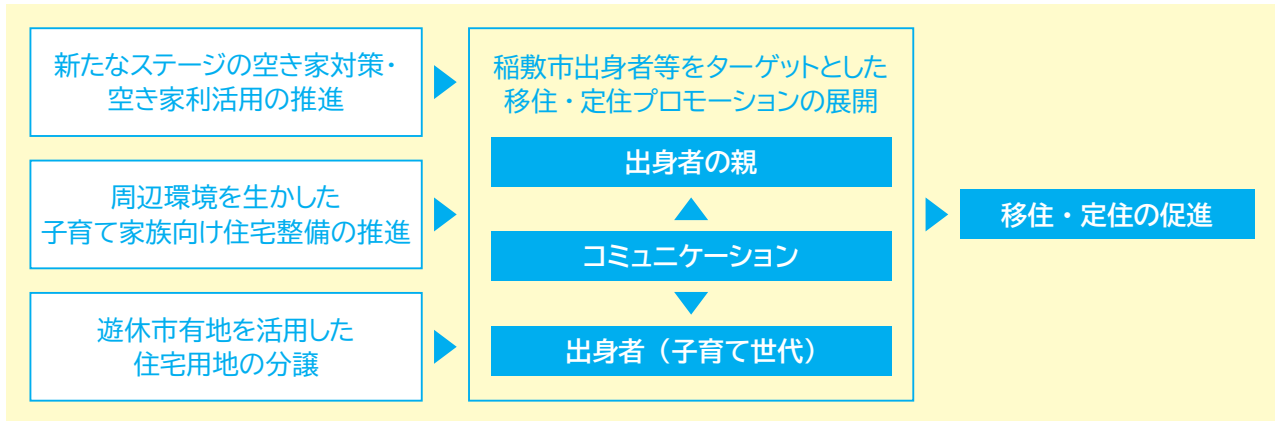 新たなステージの空き家対策・
空き家利活用の推進
周辺環境を生かした
子育て家族向け住宅整備の推進
遊休市有地を活用した
住宅用地の分譲
稲敷市出身者等をターゲットとした
移住・定住プロモーションの展開
出身者の親
コミュニケーション
出身者（子育て世代）
移住・定住の促進